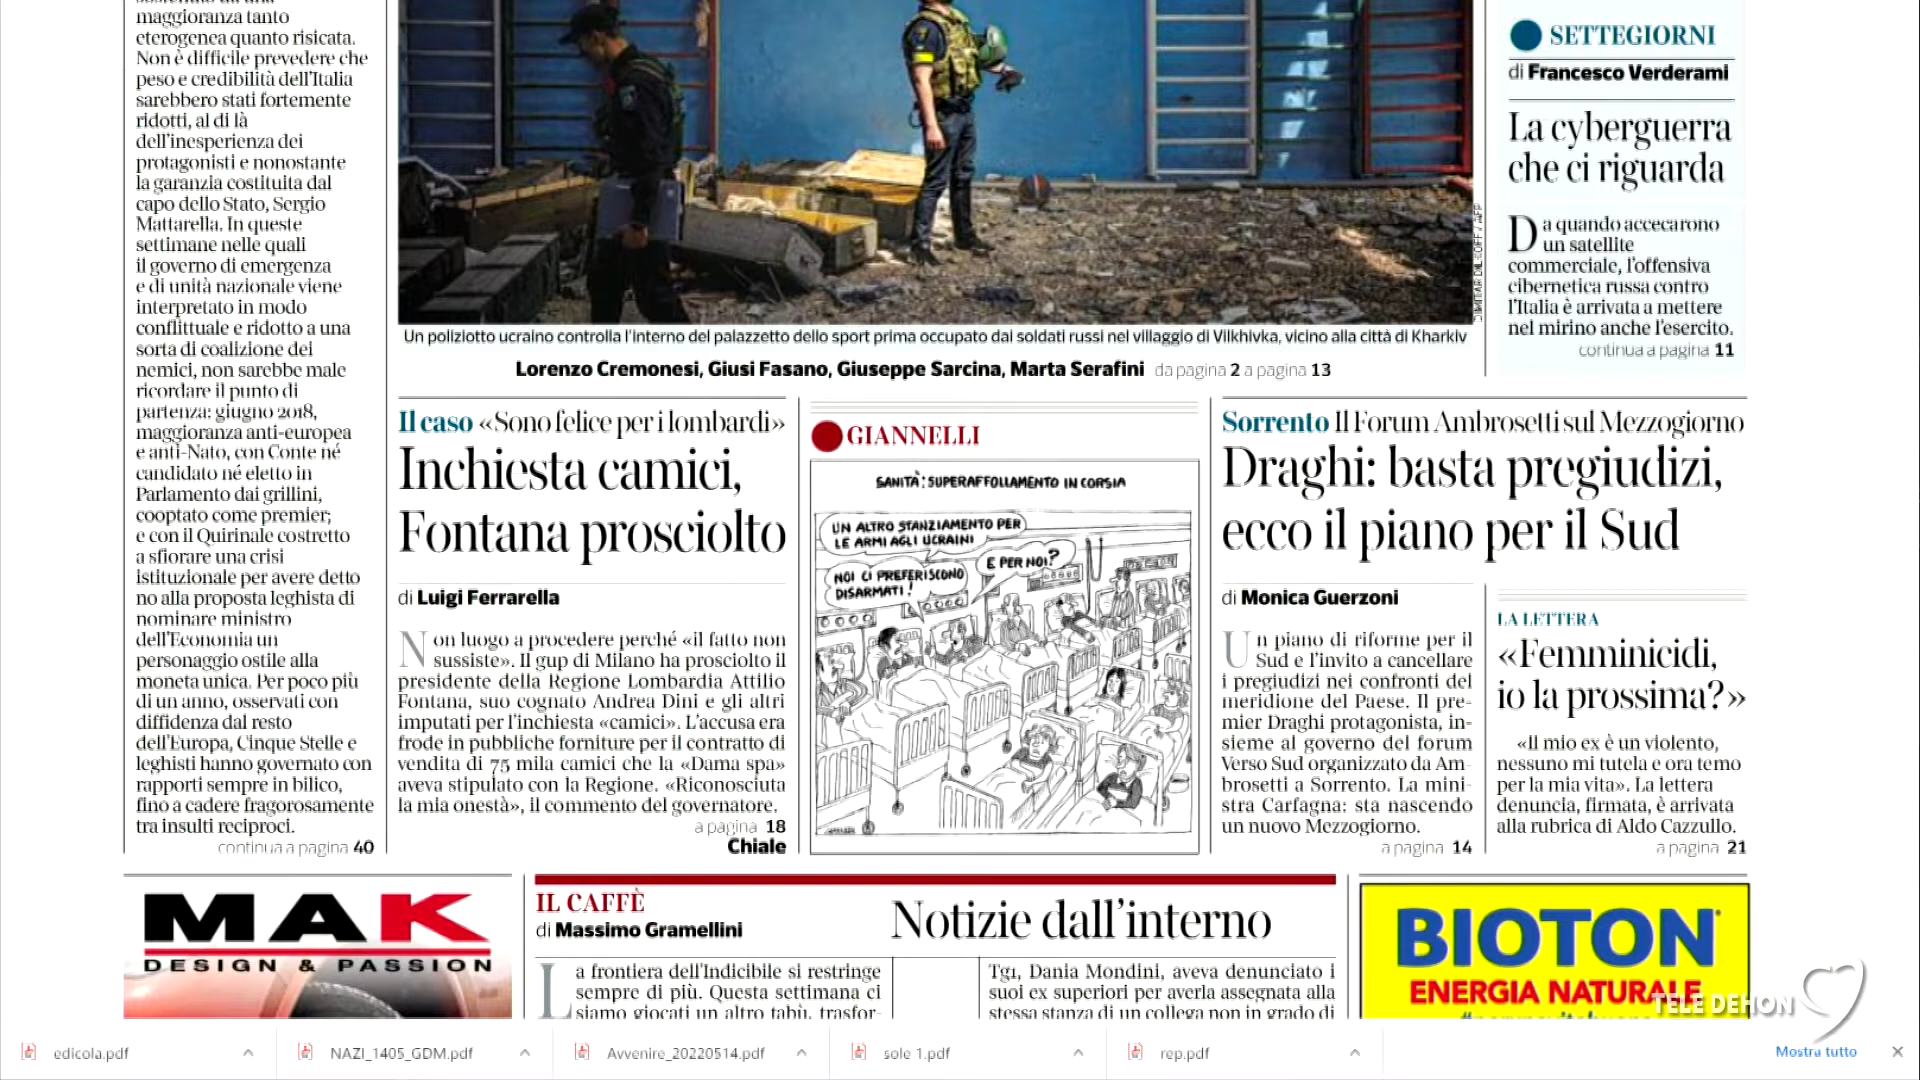 maggioranza tanto
eterogenea quanto risicata.
Non è difficile prevedere che
peso e credibilità dell'Italia
sarebbero stati fortemente
ridotti, al di là
dell'inesperienza dei
protagonisti e nonostante
la garanzia costituita dal
capo dello Stato, Sergio
Mattarella. In queste
settimane nelle quali
il governo di emergenza
e di unità nazionale viene
interpretato in modo
conflittuale e ridotto a una
sorta di coalizione dei
nemici, non sarebbe male
ricordare il punto di
partenza: giugno 2018,
maggioranza anti-europea
e anti-Nato, con Conte né
candidato né eletto in
Parlamento dai grillini,
cooptato come premier;
e con il Quirinale costretto
a sfiorare una crisi
istituzionale per avere detto
no alla proposta leghista di
nominare ministro
dell'Economia un
personaggio ostile alla
moneta unica. Per poco più
di un anno, osservati con
diffidenza dal resto
dell'Europa, Cinque Stelle e
leghisti hanno governato con
rapporti sempre in bilico,
fino a cadere fragorosamente
tra insulti reciproci.
continua a pagina 40
Un poliziotto ucraino controlla l'interno del palazzetto dello sport prima occupato dai soldati russi nel villaggio di Vilkhivka, vicino alla città di Kharkiv
Lorenzo Cremonesi, Giusi Fasano, Giuseppe Sarcina, Marta Serafini da pagina 2 a pagina 13
SETTEGIORNI
di Francesco Verderami
La cyberguerra
che ci riguarda
Da quando accecarono
un satellite
commerciale, l'offensiva
cibernetica russa contro
l'Italia è arrivata a mettere
nel mirino anche l'esercito.
continua a pagina 11
Il caso «Sono felice per i lombardi»
Inchiesta camici,
Fontana prosciolto
di Luigi Ferrarella
Non luogo a procedere perché «il fatto non
sussiste». Il gup di Milano ha prosciolto il
presidente della Regione Lombardia Attilio
Fontana, suo cognato Andrea Dini e gli altri
imputati per l'inchiesta «camici». L'accusa era
frode in pubbliche forniture per il contratto di
vendita di 75 mila camici che la «Dama spa»
aveva stipulato con la Regione. «Riconosciuta
la mia onestà», il commento del governatore.
a pagina 18
Chiale
GIANNELLI
SANITÀ: SUPERAFFOLLAMENTO IN CORSIA
UN ALTRO STANZIAMENTO PER
LE ARMI AGLI UCRAINI
E PER NOI?
NOI CI PREFERISCONO
DISARMATI!
Sorrento Il Forum Ambrosetti sul Mezzogiorno
Draghi: basta pregiudizi,
ecco il piano per il Sud
di Monica Guerzoni
Un piano di riforme per il
Sud e l'invito a cancellare
i pregiudizi nei confronti del
meridione del Paese. Il pre-
mier Draghi protagonista, in-
sieme al governo del forum
Verso Sud organizzato da Am-
brosetti a Sorrento. La mini-
stra Carfagna: sta nascendo
un nuovo Mezzogiorno.
a pagina 14
LA LETTERA
«Femminicidi,
io la prossima?»
«Il mio ex è un violento,
nessuno mi tutela e ora temo
per la mia vita». La lettera
denuncia, firmata, è arrivata
alla rubrica di Aldo Cazzullo.
a pagina 21
MAK
DESIGN & PASSION
IL CAFFÈ
di Massimo Gramellini
Notizie dall'interno
La frontiera dell'Indicibile si restringe
sempre di più. Questa settimana ci
siamo giocati un altro tabù, trasfor-
Tg1, Dania Mondini, aveva denunciato i
suoi ex superiori per averla assegnata alla
stessa stanza di un collega non in grado di
BIOTON
ENERGIA NATURALE
TELE DEHON
edicola.pdf
NAZI_1405_GDM.pdf
Avvenire_20220514.pdf
sole 1.pdf
rep.pdf
Mostra tutto